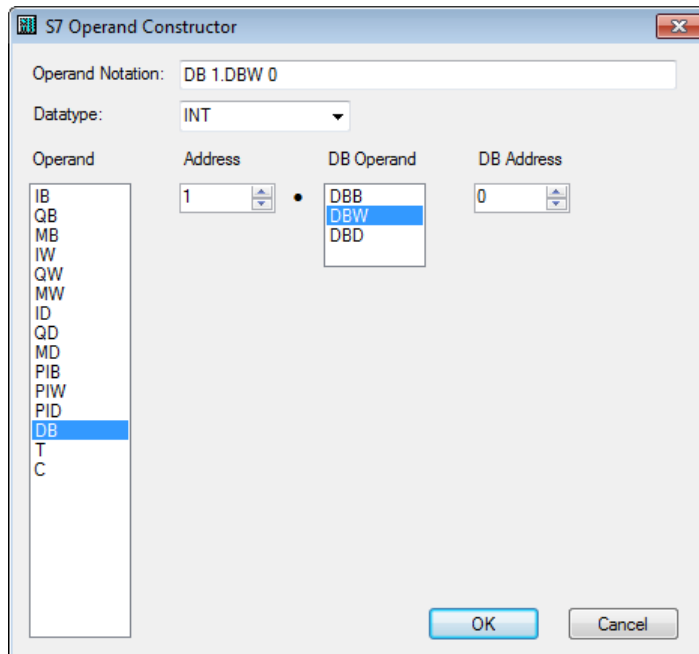 S7 Operand Constructor
Operand Notation: DB 1.DBW 0
Datatype: INT
Operand Address DB Operand DB Address
IB 1 • DBB 0
QB DBW
MB DBD
IW
QW
MW
ID
QD
MD
PIB
PIW
PID
DB
T
C
OK Cancel